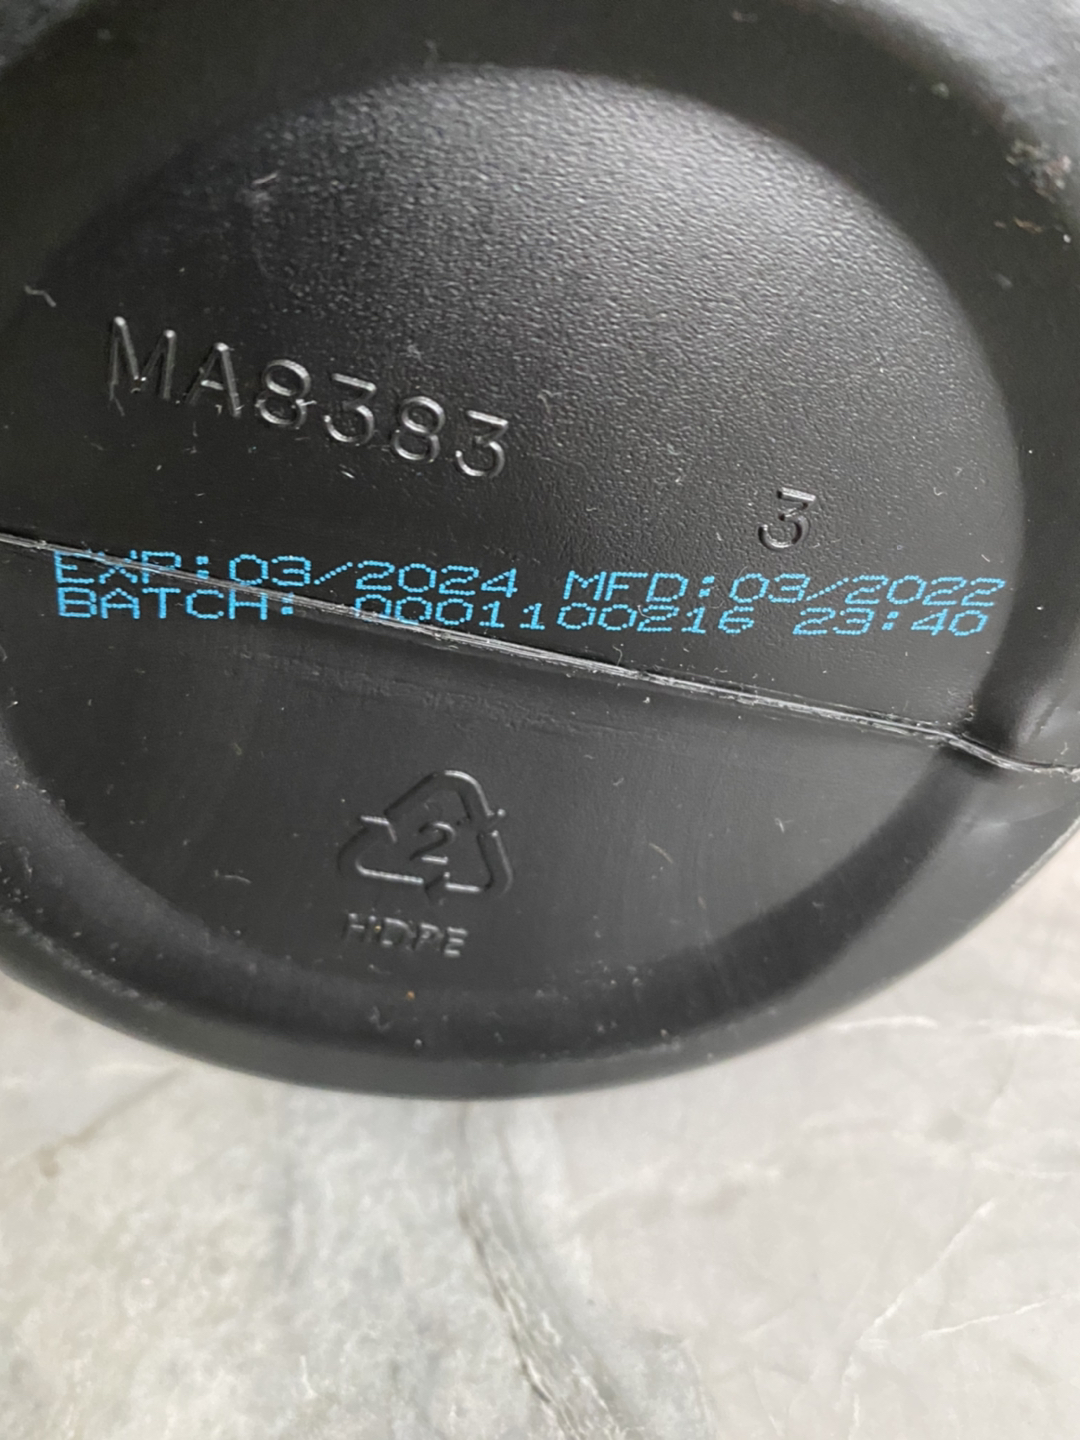 MA8383
3
EXP:03/2024 MFD:03/2022
BATCH: 0001100216 23:40
2
HDPE